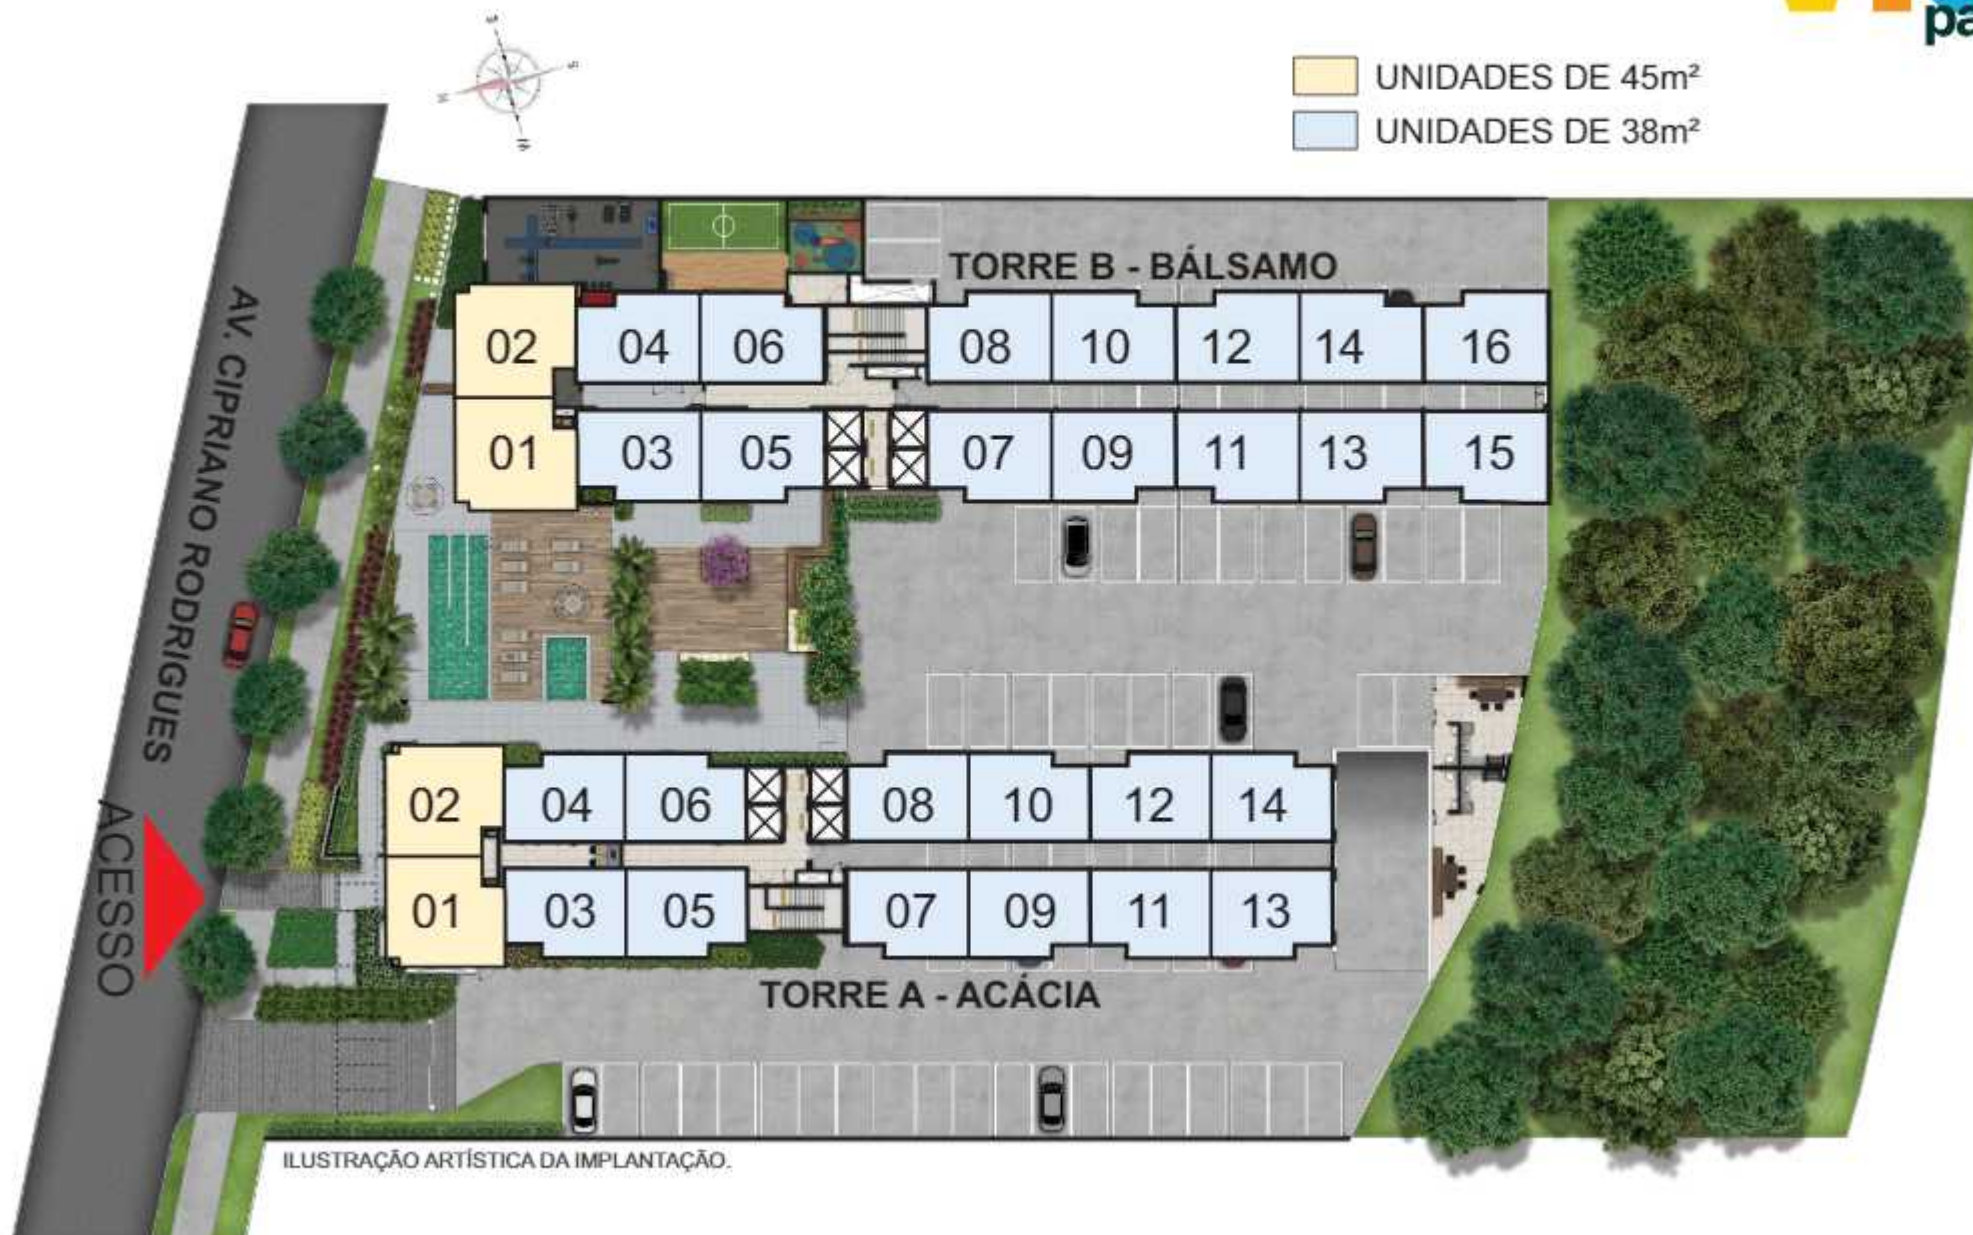 pa
UNIDADES DE 45m²
UNIDADES DE 38m²
TORRE B - BÁLSAMO
02 04 06 08 10 12 14 16
01 03 05 07 09 11 13 15
AV. CIPRIANO RODRIGUES
02 04 06 08 10 12 14
01 03 05 07 09 11 13
ACESSO
TORRE A - ACÁCIA
ILUSTRAÇÃO ARTÍSTICA DA IMPLANTAÇÃO.